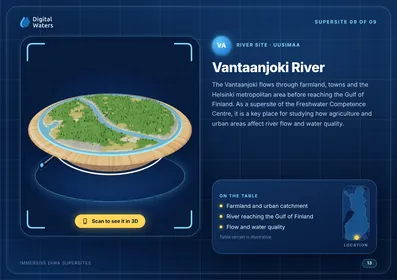 Digital
Waters
SUPERSITE 09 OF 09
VA
RIVER SITE · UUSIMAA
Vantaanjoki River
The Vantaanjoki flows through farmland, towns and the
Helsinki metropolitan area before reaching the Gulf of
Finland. As a supersite of the Freshwater Competence
Centre, it is a key place for studying how agriculture and
urban areas affect river flow and water quality.
Scan to see it in 3D
ON THE TABLE
Farmland and urban catchment
River reaching the Gulf of Finland
Flow and water quality
Table terrain is illustrative
LOCATION
IMMERSIVE DIWA SUPERSITES
13